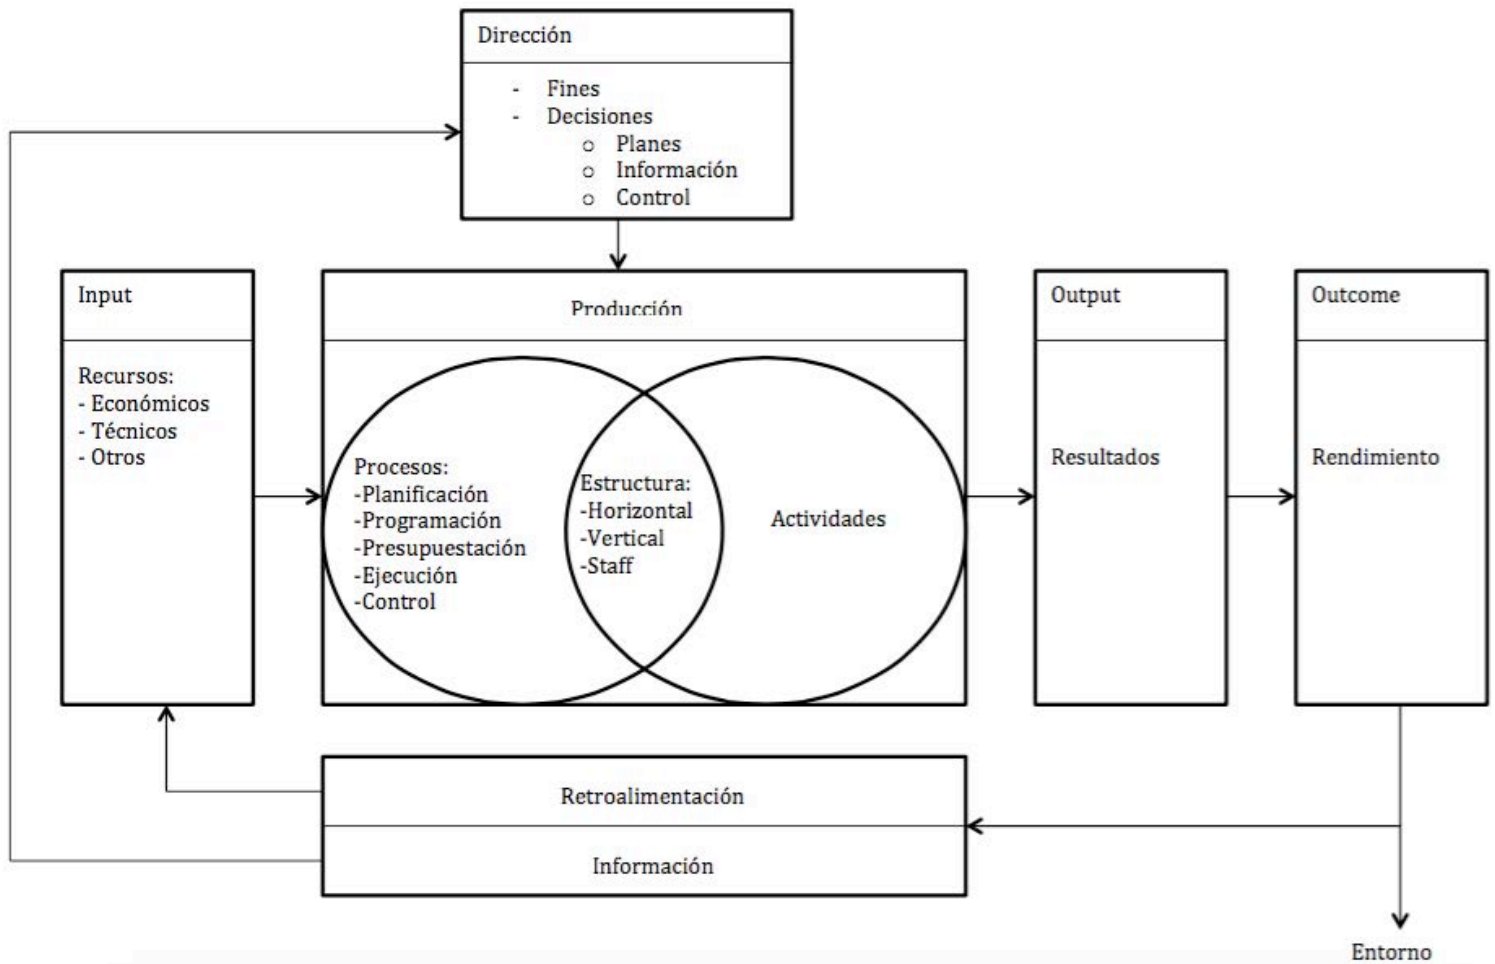 Dirección
- Fines
- Decisiones
o Planes
o Información
o Control
Input
Recursos:
- Económicos
- Técnicos
- Otros
Producción
Procesos:
-Planificación
-Programación
-Presupuestación
-Ejecución
-Control
Estructura:
-Horizontal
-Vertical
-Staff
Actividades
Output
Resultados
Outcome
Rendimiento
Retroalimentación
Información
Entorno